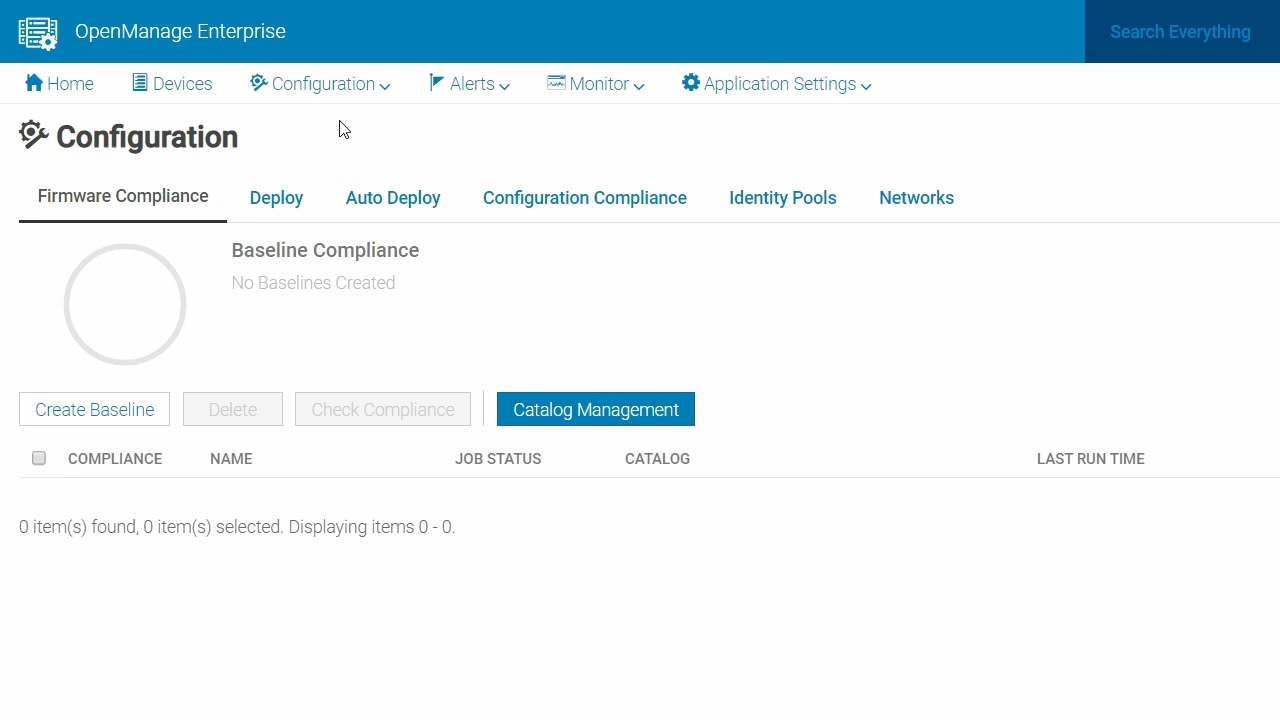 OpenManage Enterprise
Search Everything
Home Devices Configuration Alerts Monitor Application Settings
Configuration
Firmware Compliance Deploy Auto Deploy Configuration Compliance Identity Pools Networks
Baseline Compliance
No Baselines Created
Create Baseline Delete Check Compliance Catalog Management
COMPLIANCE NAME JOB STATUS CATALOG LAST RUN TIME
0 item(s) found, 0 item(s) selected. Displaying items 0 - 0.